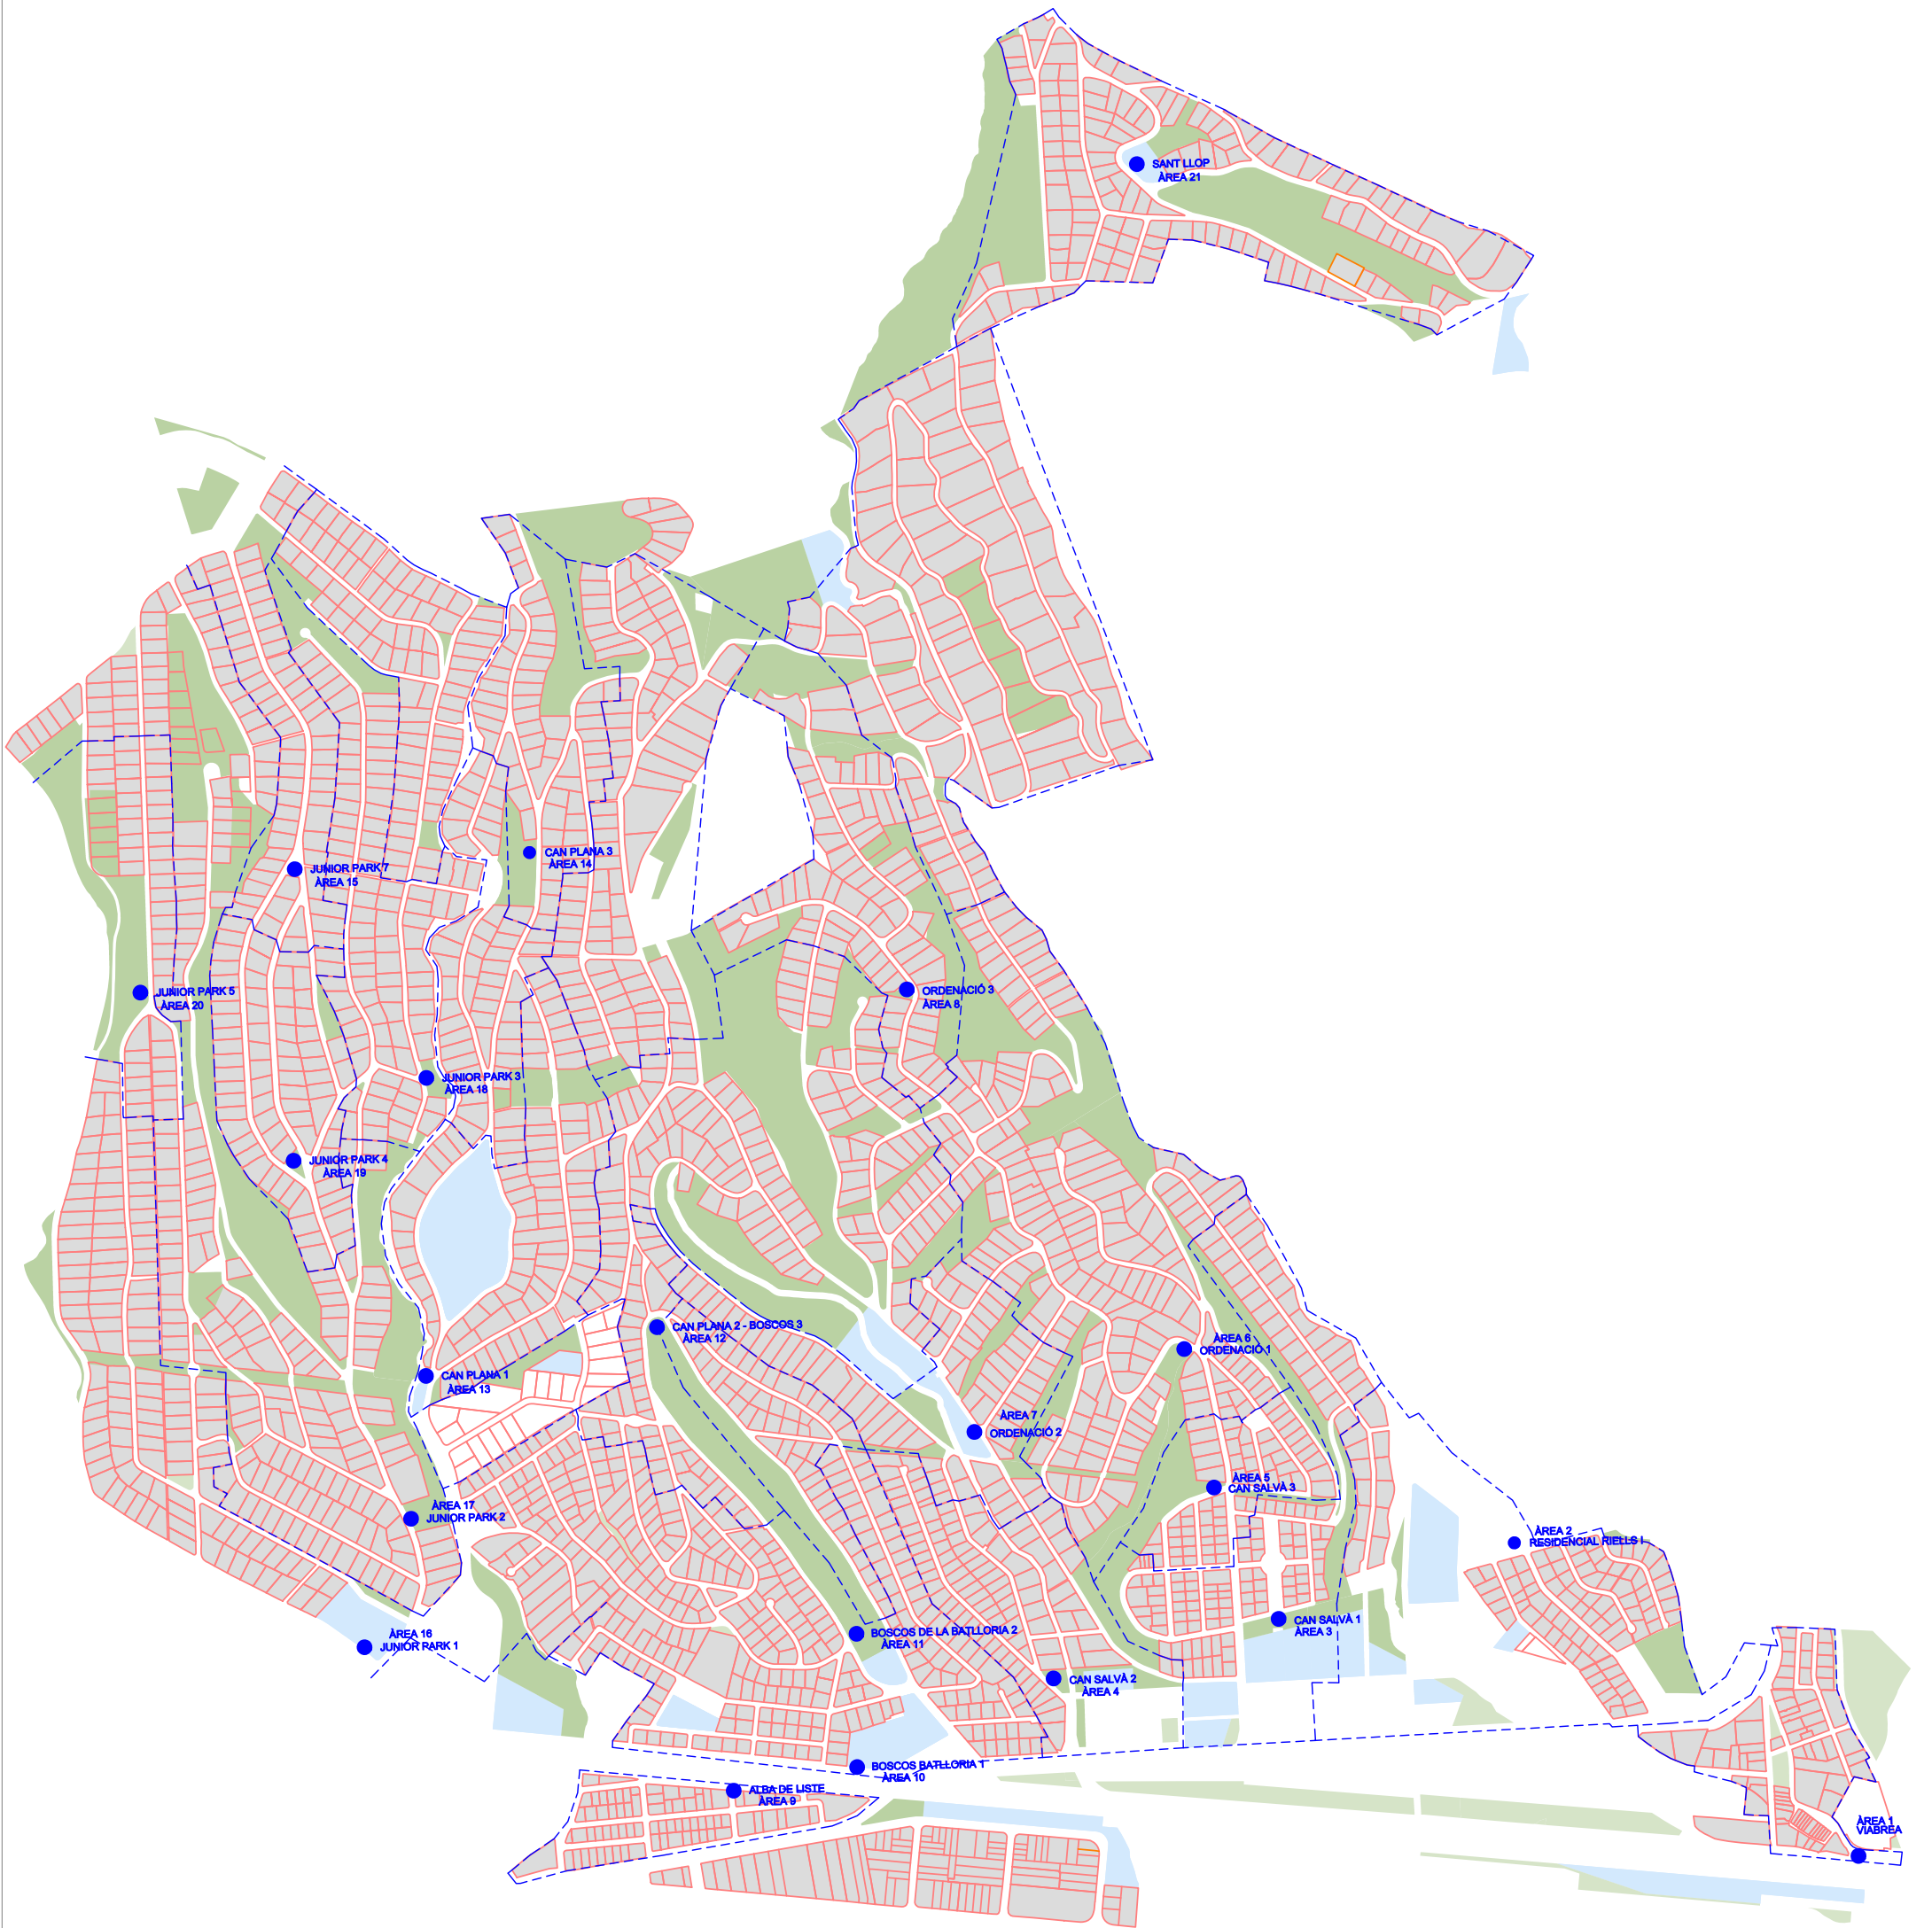 SANT LLOP
ÀREA 21
CAN PLANA 3
ÀREA 14
JUNIOR PARK 7
ÀREA 15
JUNIOR PARK 5
ÀREA 20
ORDENACIÓ 3
ÀREA 8
JUNIOR PARK 3
ÀREA 18
JUNIOR PARK 4
ÀREA 19
CAN PLANA 2 - BOSCOS 3
ÀREA 12
ÀREA 6
ORDENACIÓ 1
CAN PLANA 1
ÀREA 13
ÀREA 7
ORDENACIÓ 2
ÀREA 5
CAN SALVÀ 3
ÀREA 17
JUNIOR PARK 2
ÀREA 2
RESIDENCIAL RIELLS I
CAN SALVÀ 1
ÀREA 3
BOSCOS DE LA BATLLORIA 2
ÀREA 11
ÀREA 16
JUNIOR PARK 1
CAN SALVÀ 2
ÀREA 4
BOSCOS BATLLORIA 1
ÀREA 10
ALBA DE LISTE
ÀREA 9
ÀREA 1
VIABREA